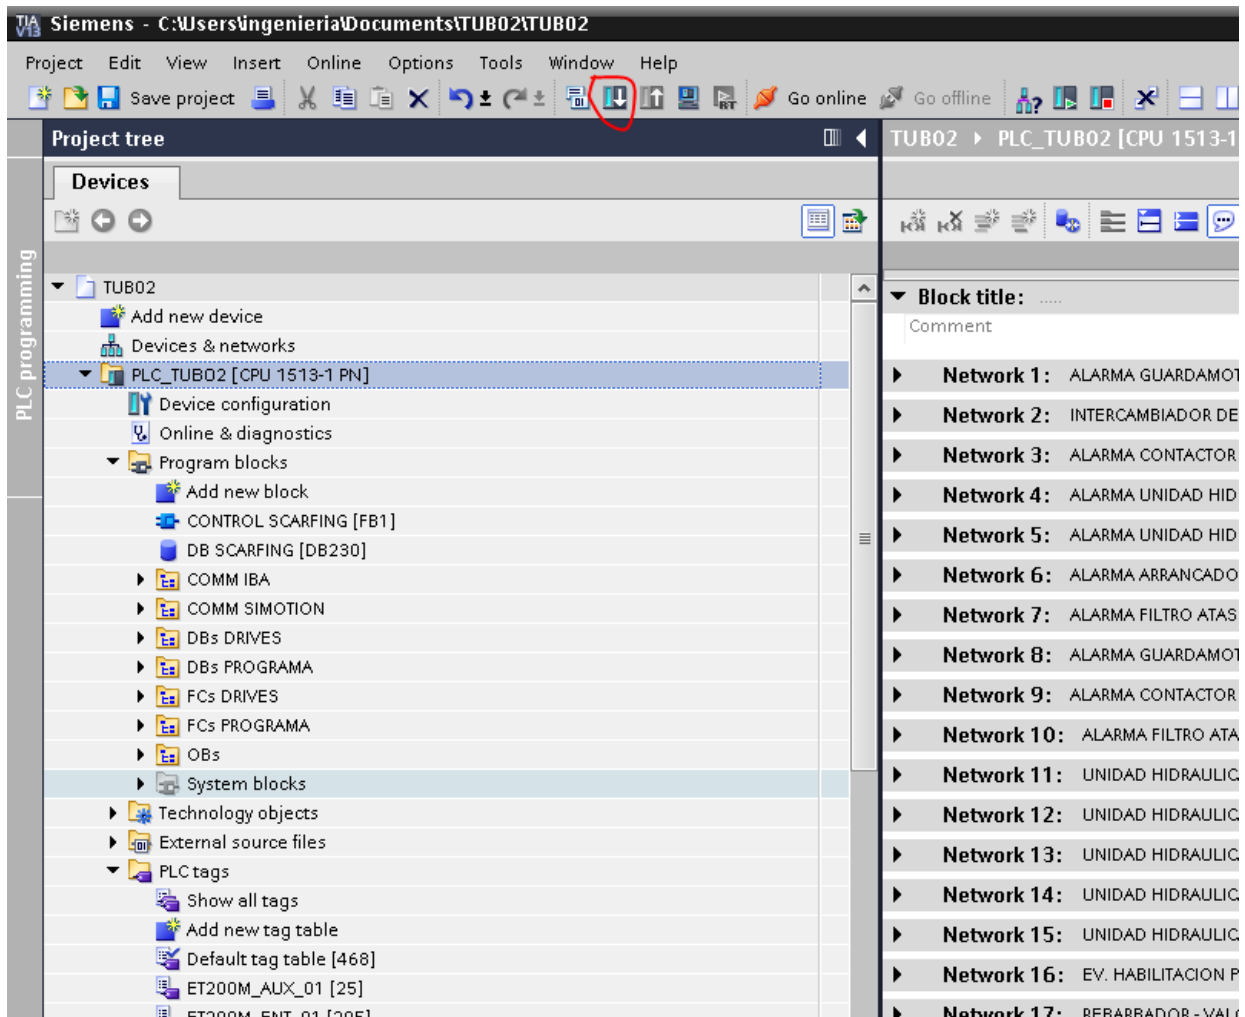 Siemens - C:\Users\ingenieria\Documents\TUB02\TUB02
Project Edit View Insert Online Options Tools Window Help
Save project Go online Go offline
Project tree
TUB02 PLC_TUB02 [CPU 1513-1
Devices
PLC programming
TUB02
Add new device
Devices & networks
PLC_TUB02 [CPU 1513-1 PN]
Device configuration
Online & diagnostics
Program blocks
Add new block
CONTROL SCARFING [FB1]
DB SCARFING [DB230]
COMM IBA
COMM SIMOTION
DBs DRIVES
DBs PROGRAMA
FCs DRIVES
FCs PROGRAMA
OBs
System blocks
Technology objects
External source files
PLC tags
Show all tags
Add new tag table
Default tag table [468]
ET200M_AUX_01 [25]
ET200M_ENT_01 [205]
Block title: .....
Comment
Network 1: ALARMA GUARDAMOT
Network 2: INTERCAMBIADOR DE
Network 3: ALARMA CONTACTOR
Network 4: ALARMA UNIDAD HID
Network 5: ALARMA UNIDAD HID
Network 6: ALARMA ARRANCADO
Network 7: ALARMA FILTRO ATAS
Network 8: ALARMA GUARDAMOT
Network 9: ALARMA CONTACTOR
Network 10: ALARMA FILTRO ATA
Network 11: UNIDAD HIDRAULIC
Network 12: UNIDAD HIDRAULIC
Network 13: UNIDAD HIDRAULIC
Network 14: UNIDAD HIDRAULIC
Network 15: UNIDAD HIDRAULIC
Network 16: EV. HABILITACION P
Network 17: REBARBADOR - VAL